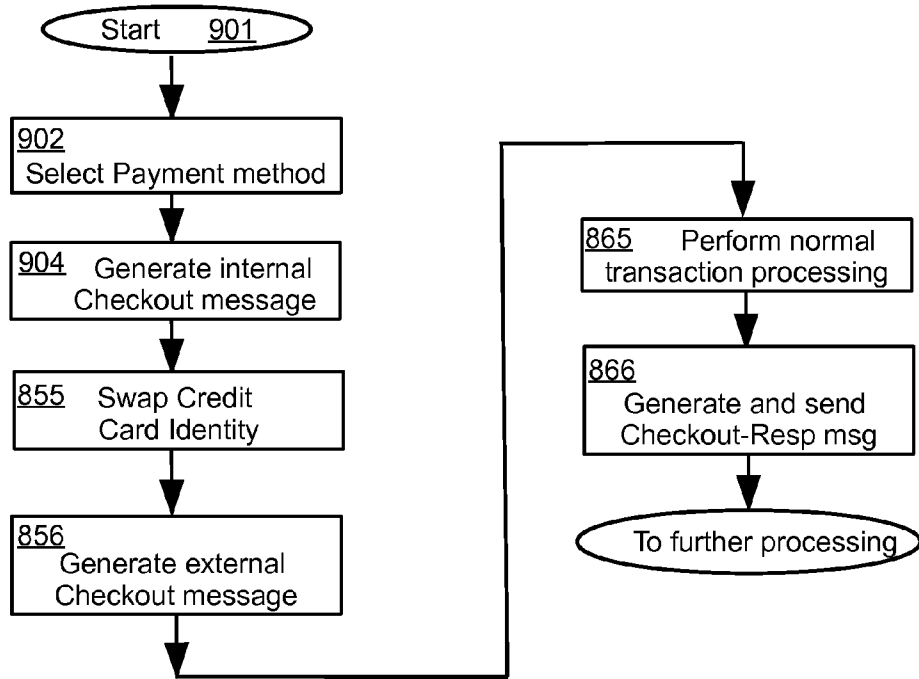 Start 901
902
Select Payment method
904 Generate internal
Checkout message
855 Swap Credit
Card Identity
856
Generate external
Checkout message
865 Perform normal
transaction processing
866
Generate and send
Checkout-Resp msg
To further processing